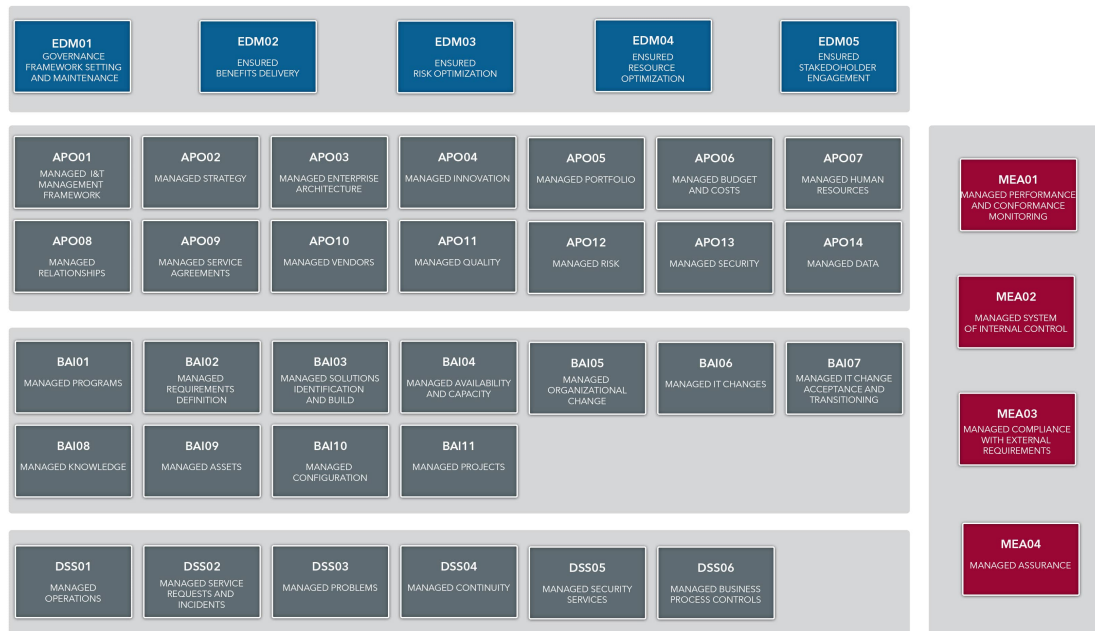 EDM01
GOVERNANCE
FRAMEWORK SETTING
AND MAINTENANCE
EDM02
ENSURED
BENEFITS DELIVERY
EDM03
ENSURED
RISK OPTIMIZATION
EDM04
ENSURED
RESOURCE
OPTIMIZATION
EDM05
ENSURED
STAKEDOHOLDER
ENGAGEMENT
APO01
MANAGED I&T
MANAGEMENT
FRAMEWORK
APO02
MANAGED STRATEGY
APO03
MANAGED ENTERPRISE
ARCHITECTURE
APO04
MANAGED INNOVATION
APO05
MANAGED PORTFOLIO
APO06
MANAGED BUDGET
AND COSTS
APO07
MANAGED HUMAN
RESOURCES
APO08
MANAGED
RELATIONSHIPS
APO09
MANAGED SERVICE
AGREEMENTS
APO10
MANAGED VENDORS
APO11
MANAGED QUALITY
APO12
MANAGED RISK
APO13
MANAGED SECURITY
APO14
MANAGED DATA
BAI01
MANAGED PROGRAMS
BAI02
MANAGED
REQUIREMENTS
DEFINITION
BAI03
MANAGED SOLUTIONS
IDENTIFICATION
AND BUILD
BAI04
MANAGED AVAILABILITY
AND CAPACITY
BAI05
MANAGED
ORGANIZATIONAL
CHANGE
BAI06
MANAGED IT CHANGES
BAI07
MANAGED IT CHANGE
ACCEPTANCE AND
TRANSITIONING
BAI08
MANAGED KNOWLEDGE
BAI09
MANAGED ASSETS
BAI10
MANAGED
CONFIGURATION
BAI11
MANAGED PROJECTS
DSS01
MANAGED
OPERATIONS
DSS02
MANAGED SERVICE
REQUESTS AND
INCIDENTS
DSS03
MANAGED PROBLEMS
DSS04
MANAGED CONTINUITY
DSS05
MANAGED SECURITY
SERVICES
DSS06
MANAGED BUSINESS
PROCESS CONTROLS
MEA01
MANAGED PERFORMANCE
AND CONFORMANCE
MONITORING
MEA02
MANAGED SYSTEM
OF INTERNAL CONTROL
MEA03
MANAGED COMPLIANCE
WITH EXTERNAL
REQUIREMENTS
MEA04
MANAGED ASSURANCE